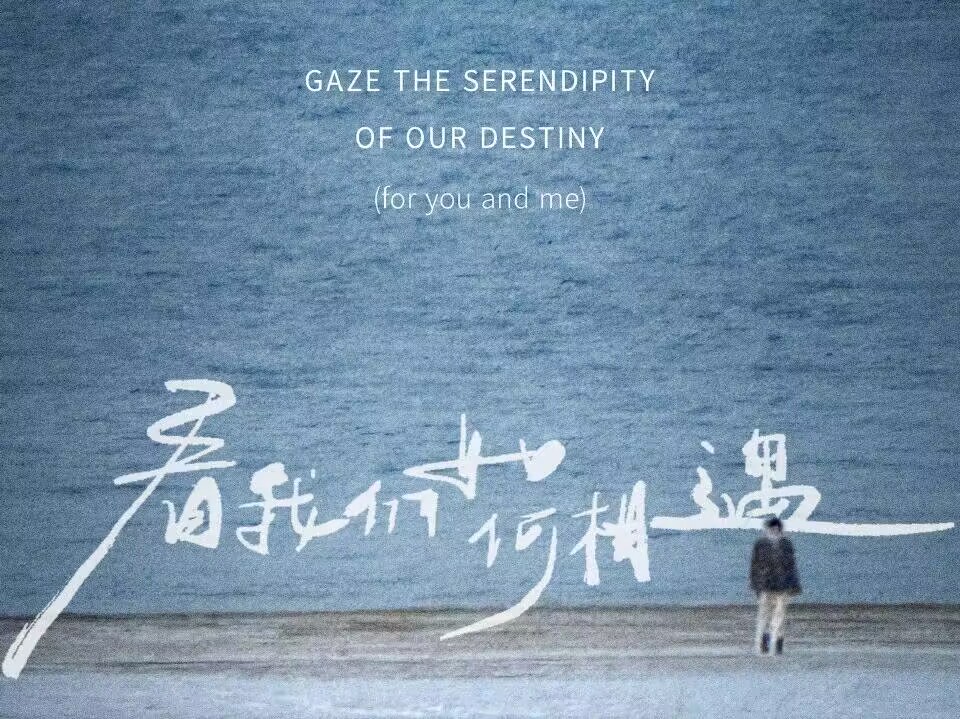 GAZE THE SERENDIPITY
OF OUR DESTINY
(for you and me)
看我们如何相遇